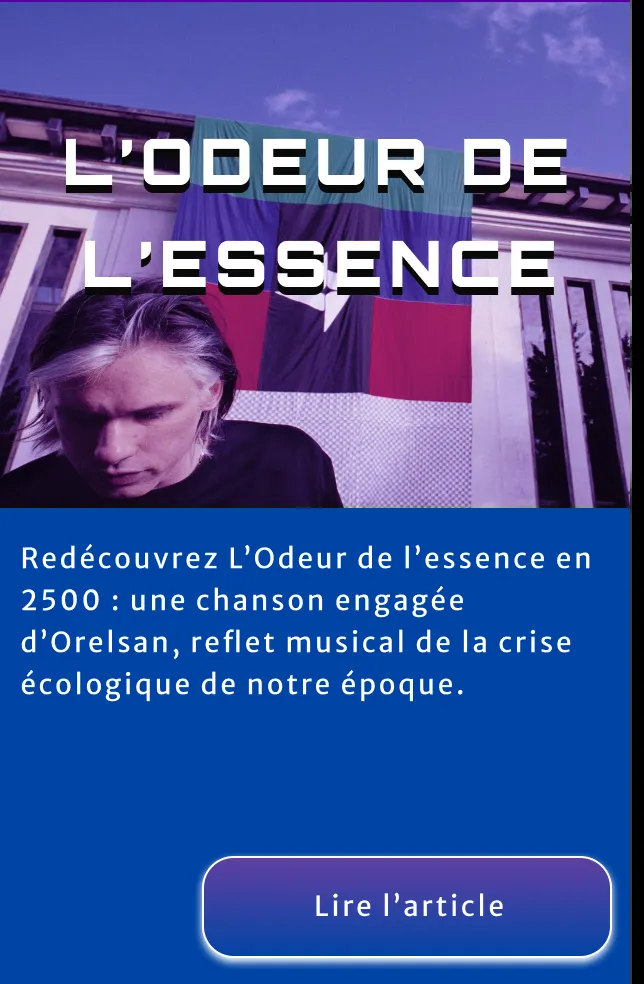 L’ODEUR DE
L’ESSENCE
Redécouvrez L’Odeur de l’essence en
2500 : une chanson engagée
d’Orelsan, reflet musical de la crise
écologique de notre époque.
Lire l’article